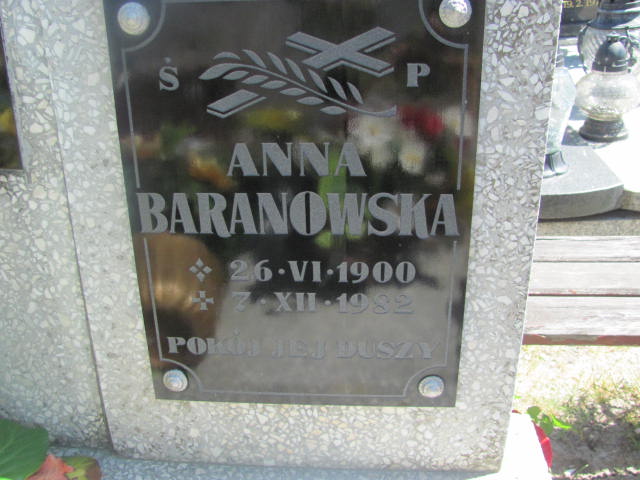 Ś P
ANNA
BARANOWSKA
26·VI·1900
7·XII·1982
POKÓJ JEJ DUSZY